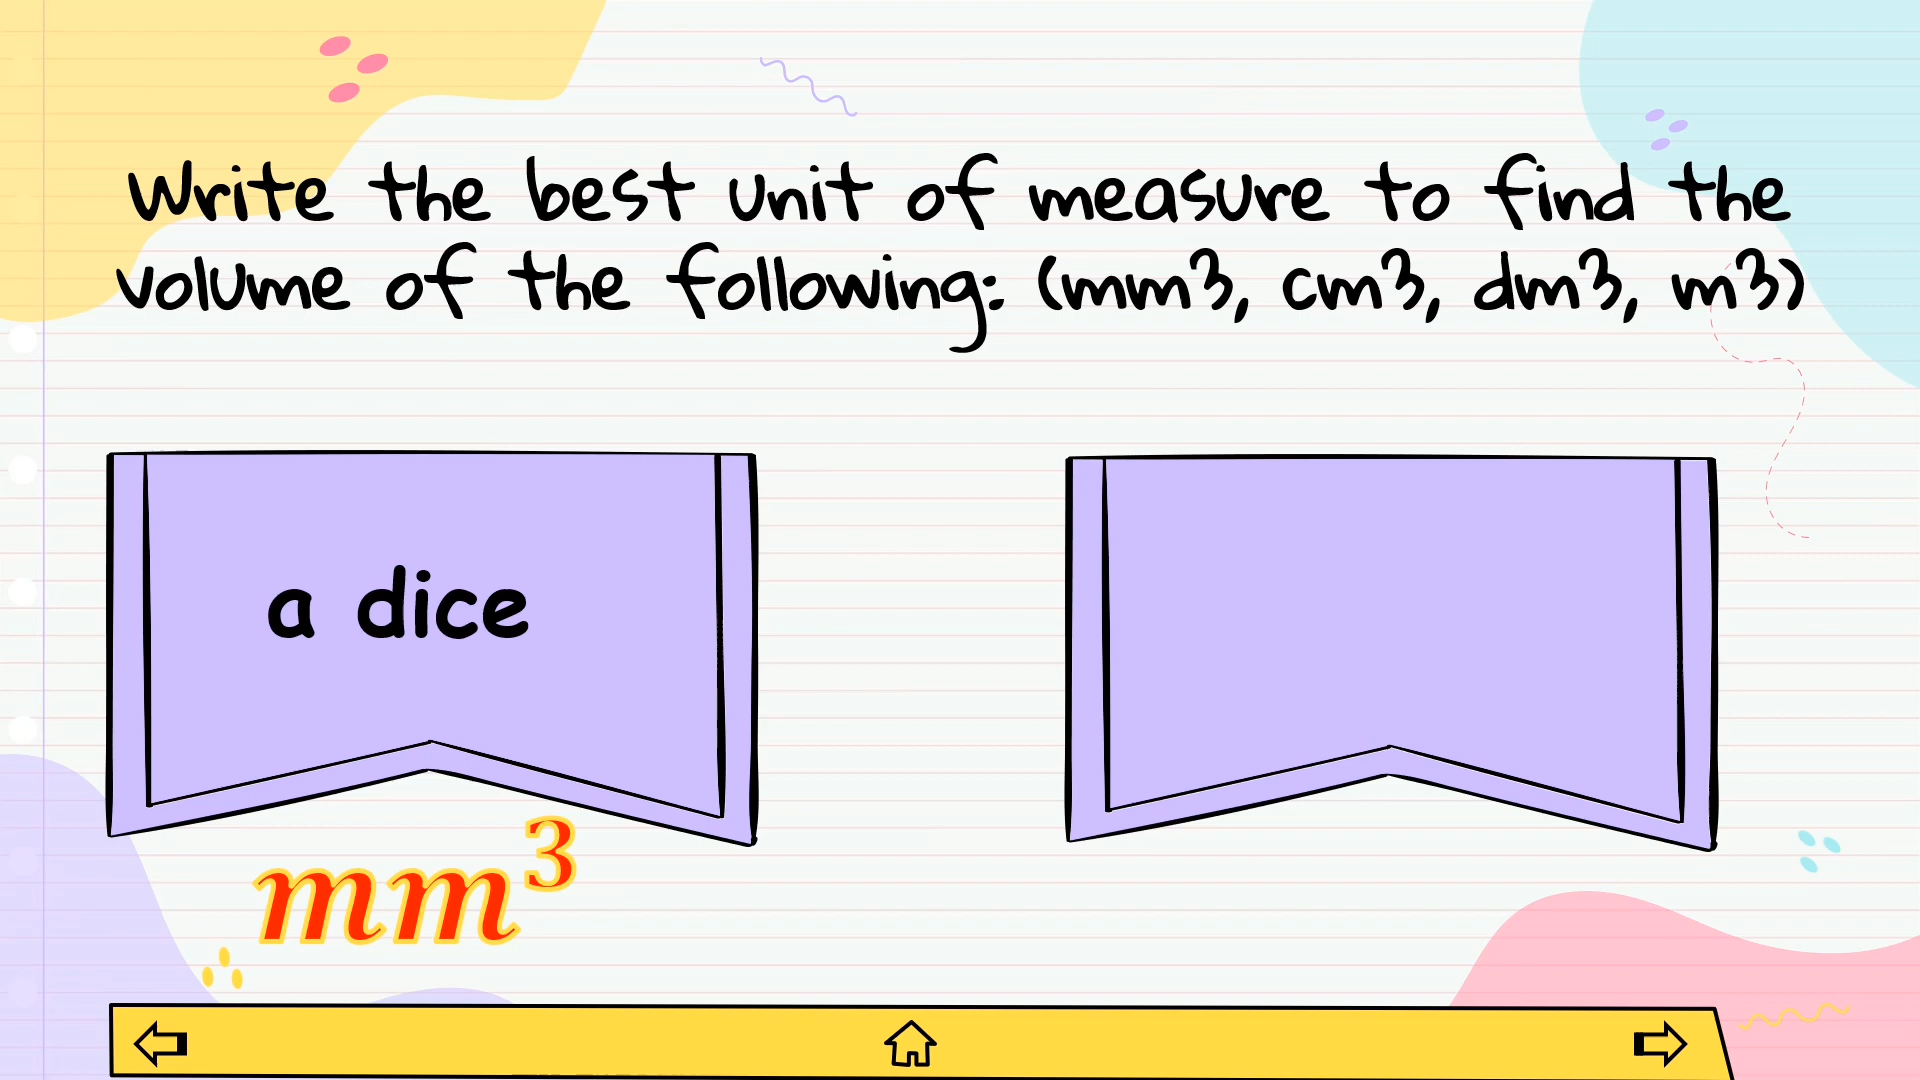 Write the best unit of measure to find the
volume of the following: (mm3, cm3, dm3, m3)
a dice
mm³